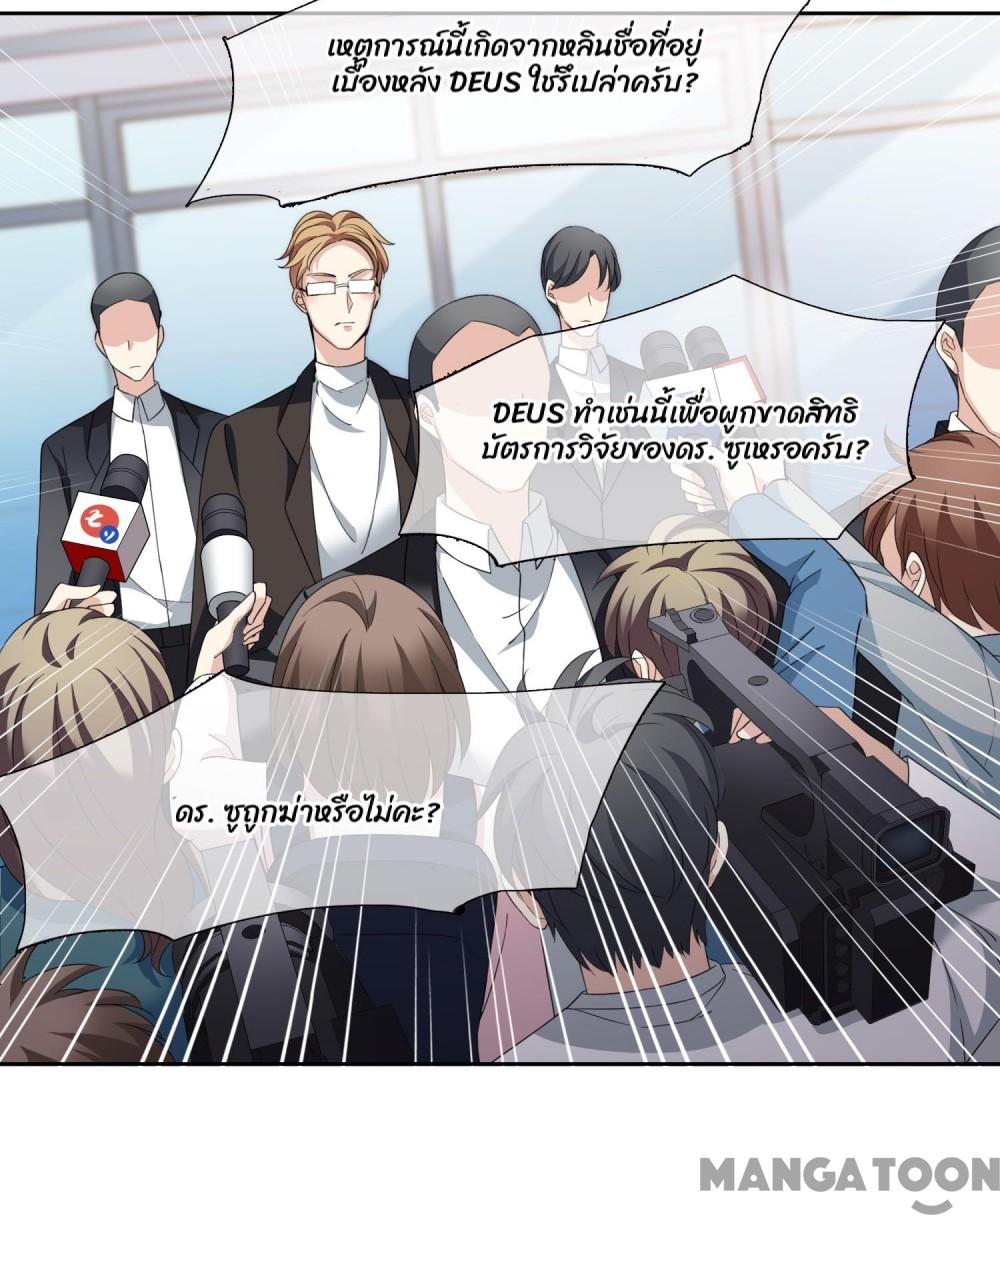 เหตุการณ์นี้เกิดจากหลินชื่อที่อยู่
เบื้องหลัง DEUS ใช่รึเปล่าครับ?
DEUS ทำเช่นนี้เพื่อผูกขาดสิทธิ
บัตรการวิจัยของดร. ซูเหรอครับ?
ดร. ซูถูกฆ่าหรือไม่คะ?
MANGATOON